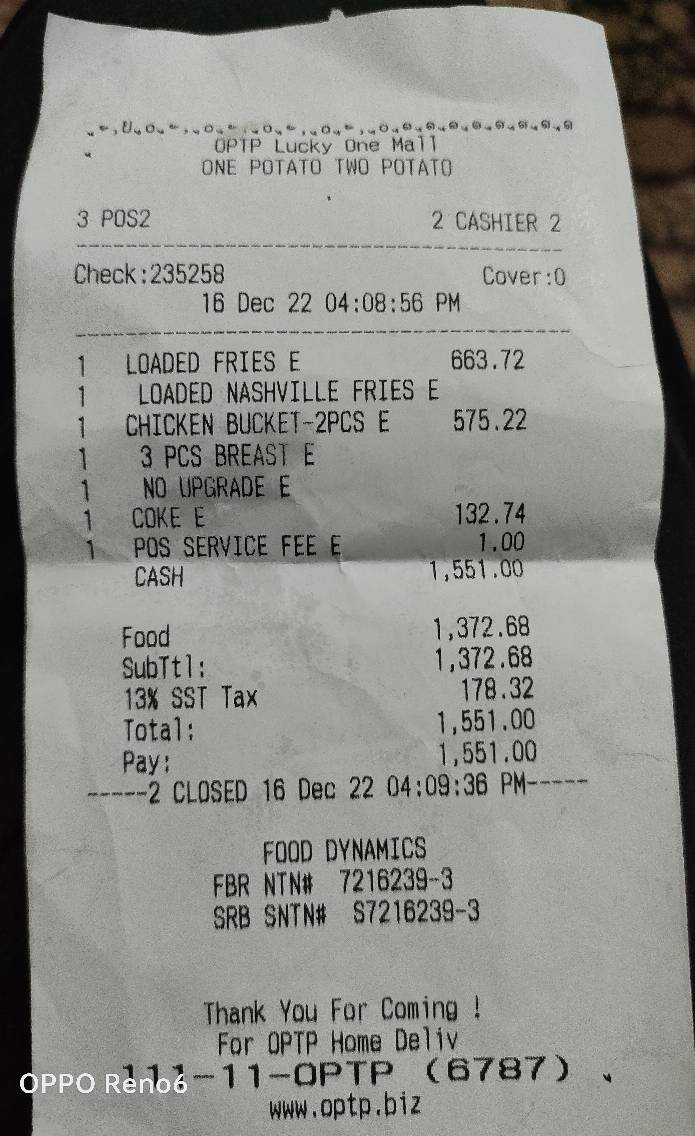 OPTP Lucky One Mall
ONE POTATO TWO POTATO
3 POS2 2 CASHIER 2
Check:235258 Cover:0
16 Dec 22 04:08:56 PM
1 LOADED FRIES E 663.72
1 LOADED NASHVILLE FRIES E
1 CHICKEN BUCKET-2PCS E 575.22
1 3 PCS BREAST E
1 NO UPGRADE E
1 COKE E 132.74
1 POS SERVICE FEE E 1.00
CASH 1,551.00
Food 1,372.68
SubTtl: 1,372.68
13% SST Tax 178.32
Total: 1,551.00
Pay: 1,551.00
-----2 CLOSED 16 Dec 22 04:09:36 PM-----
FOOD DYNAMICS
FBR NTN# 7216239-3
SRB SNTN# S7216239-3
Thank You For Coming !
For OPTP Home Deliv
111-11-OPTP (6787)
OPPO Reno6
www.optp.biz